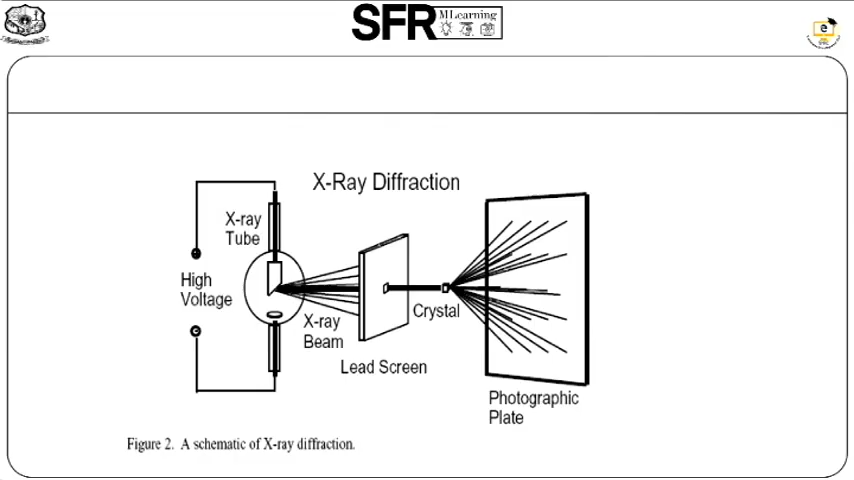 SFR MLearning
X-Ray Diffraction
X-ray
Tube
High
Voltage
X-ray
Beam
Crystal
Lead Screen
Photographic
Plate
Figure 2. A schematic of X-ray diffraction.